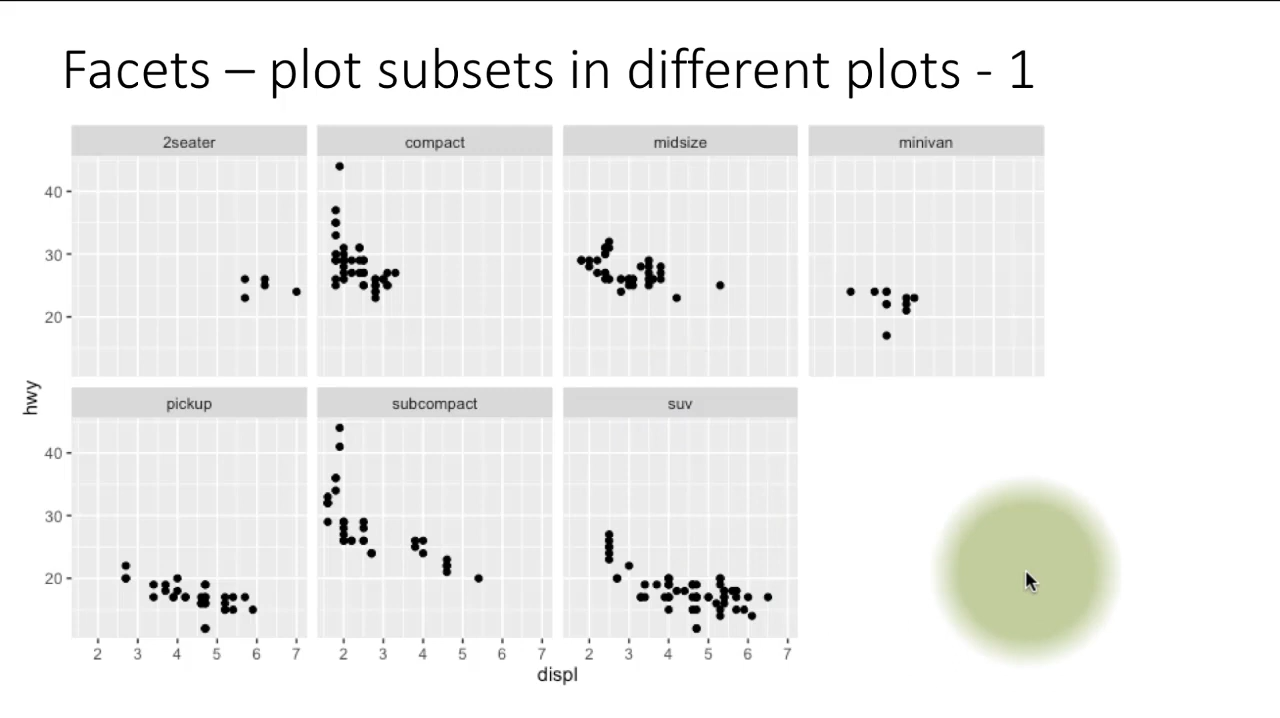 Facets – plot subsets in different plots - 1
2seater compact midsize minivan
40
30
20
hwy
pickup subcompact suv
40
30
20
2 3 4 5 6 7 2 3 4 5 6 7 2 3 4 5 6 7
displ